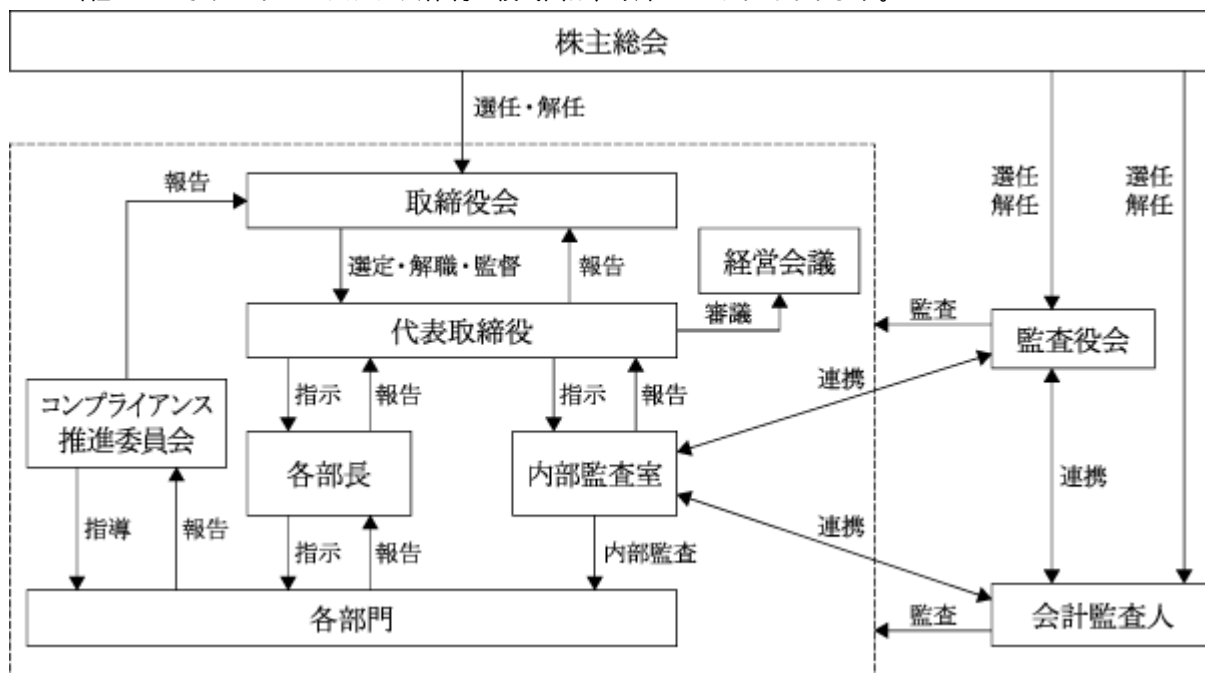 株主総会
選任・解任
選任
解任
選任
解任
報告
取締役会
選定・解職・監督
報告
経営会議
審議
代表取締役
監査
監査役会
連携
指示
報告
指示
報告
コンプライアンス
推進委員会
各部長
内部監査室
連携
指導
報告
指示
報告
内部監査
連携
各部門
監査
会計監査人